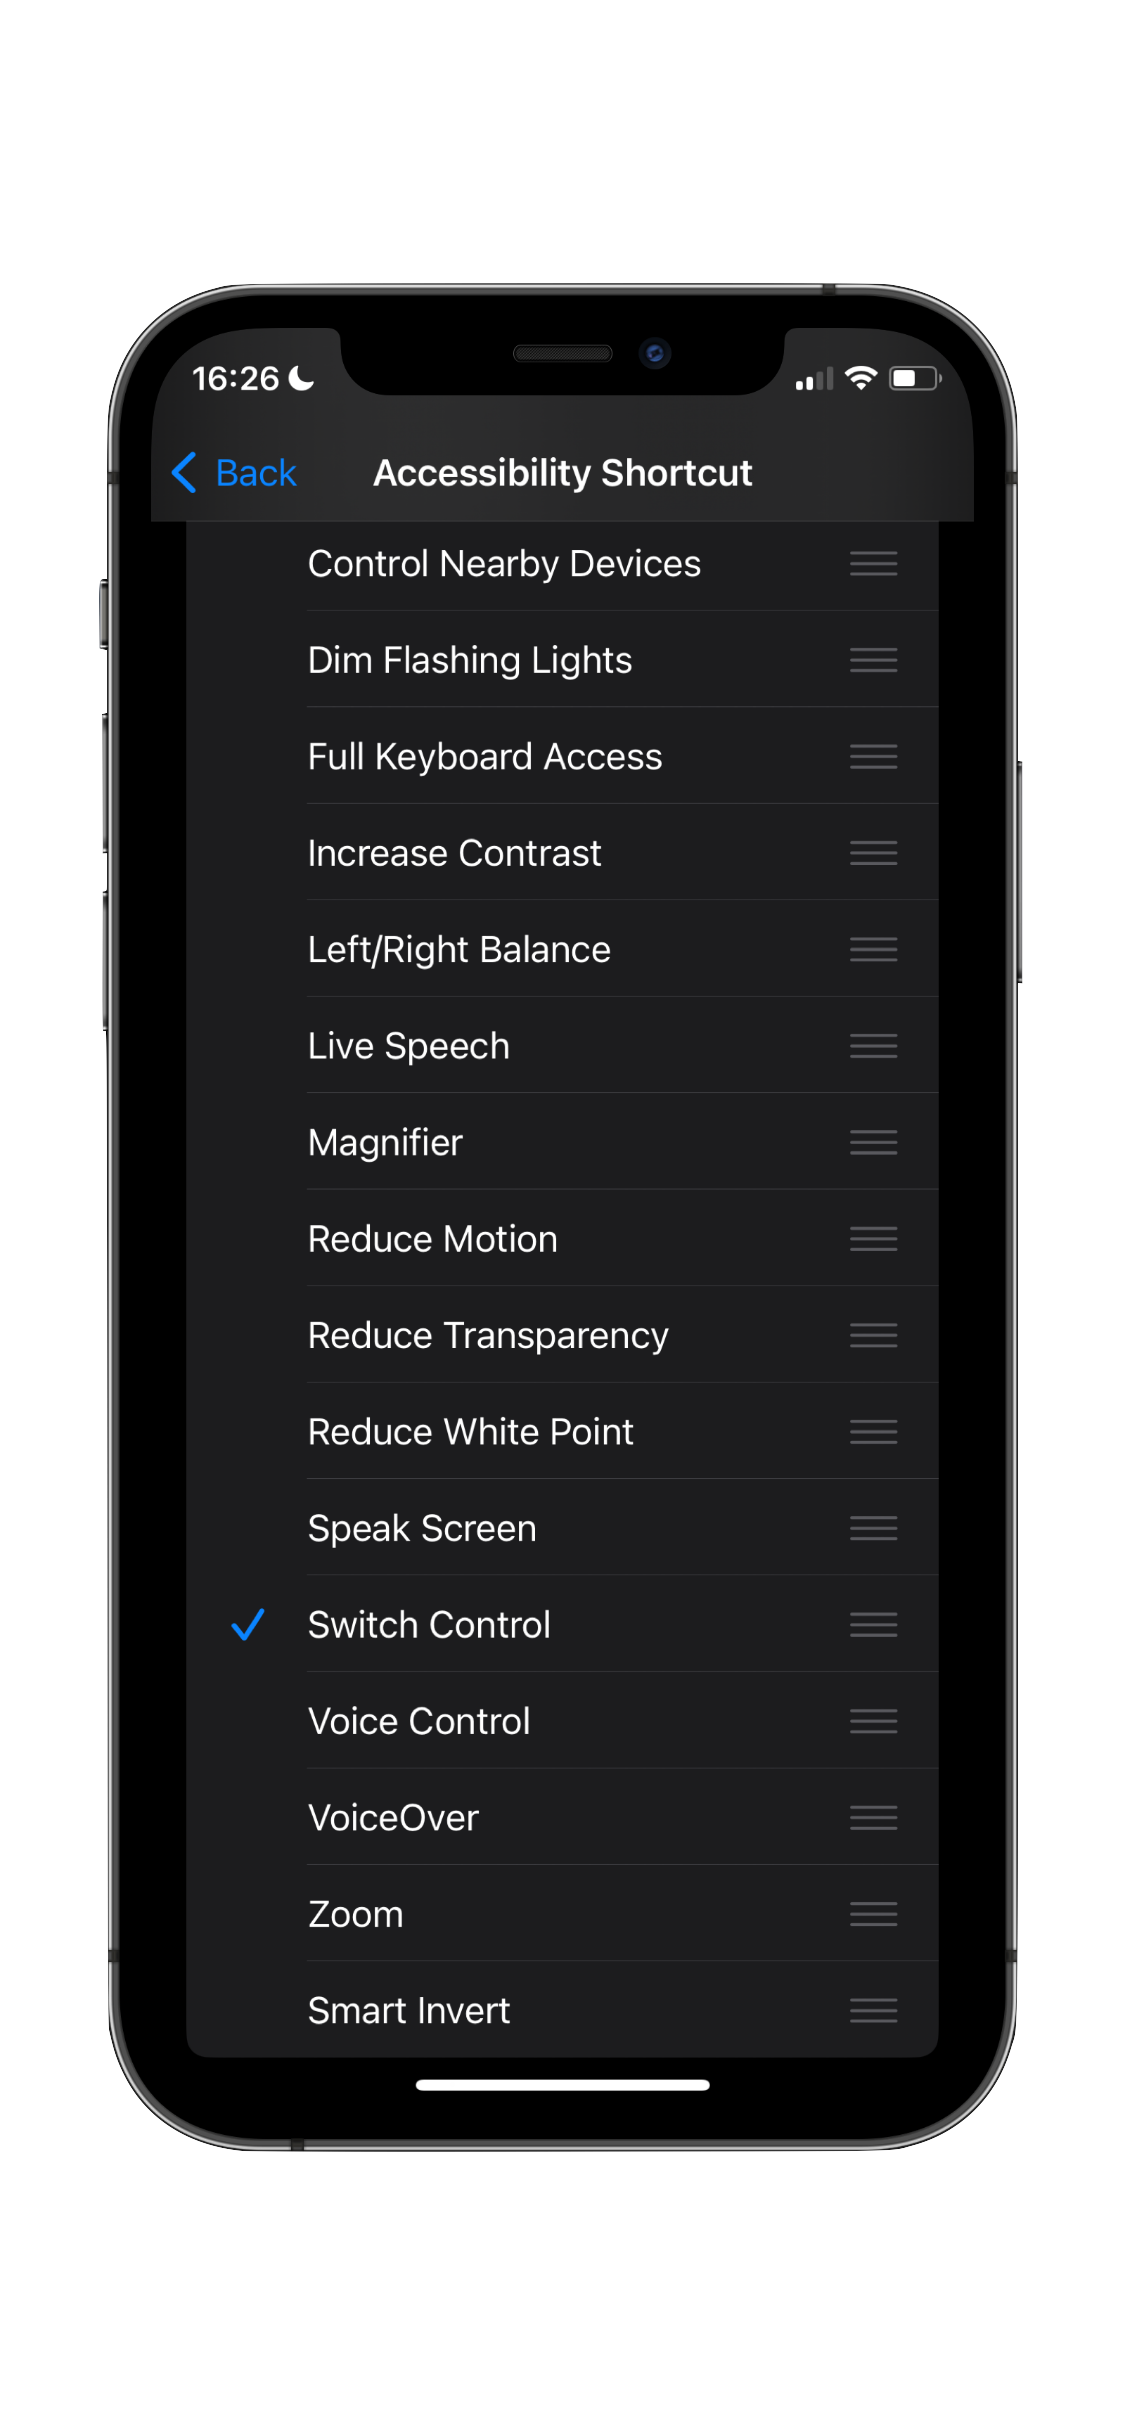 16:26
Back
Accessibility Shortcut
Control Nearby Devices
Dim Flashing Lights
Full Keyboard Access
Increase Contrast
Left/Right Balance
Live Speech
Magnifier
Reduce Motion
Reduce Transparency
Reduce White Point
Speak Screen
Switch Control
Voice Control
VoiceOver
Zoom
Smart Invert